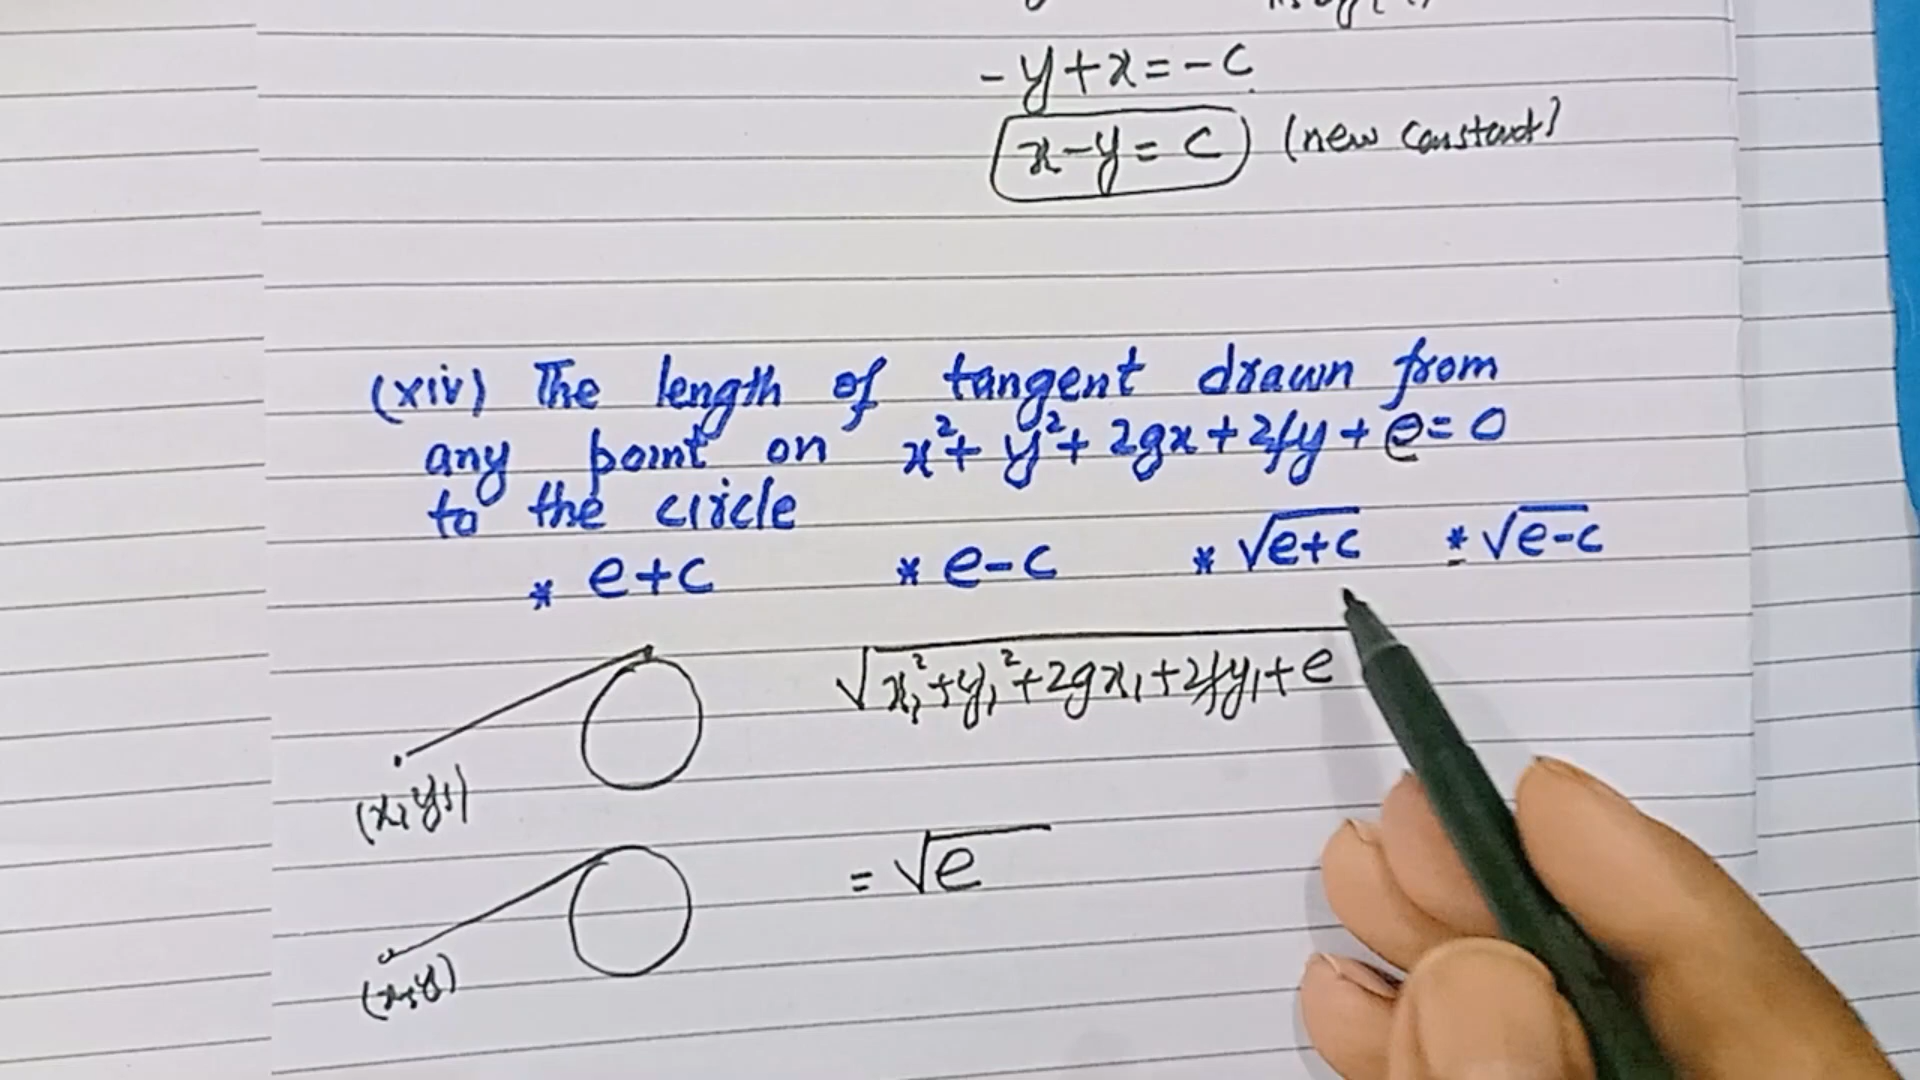 -y+x=-c
x-y=c (new constant)
(xiv) The length of tangent drawn from
any point on x²+y²+2gx+2fy+e=0
to the circle
* e+c * e-c * √e+c * √e-c
√x₁²+y₁²+2gx₁+2fy₁+e
(x₁,y₁)
=√e
(x,y)